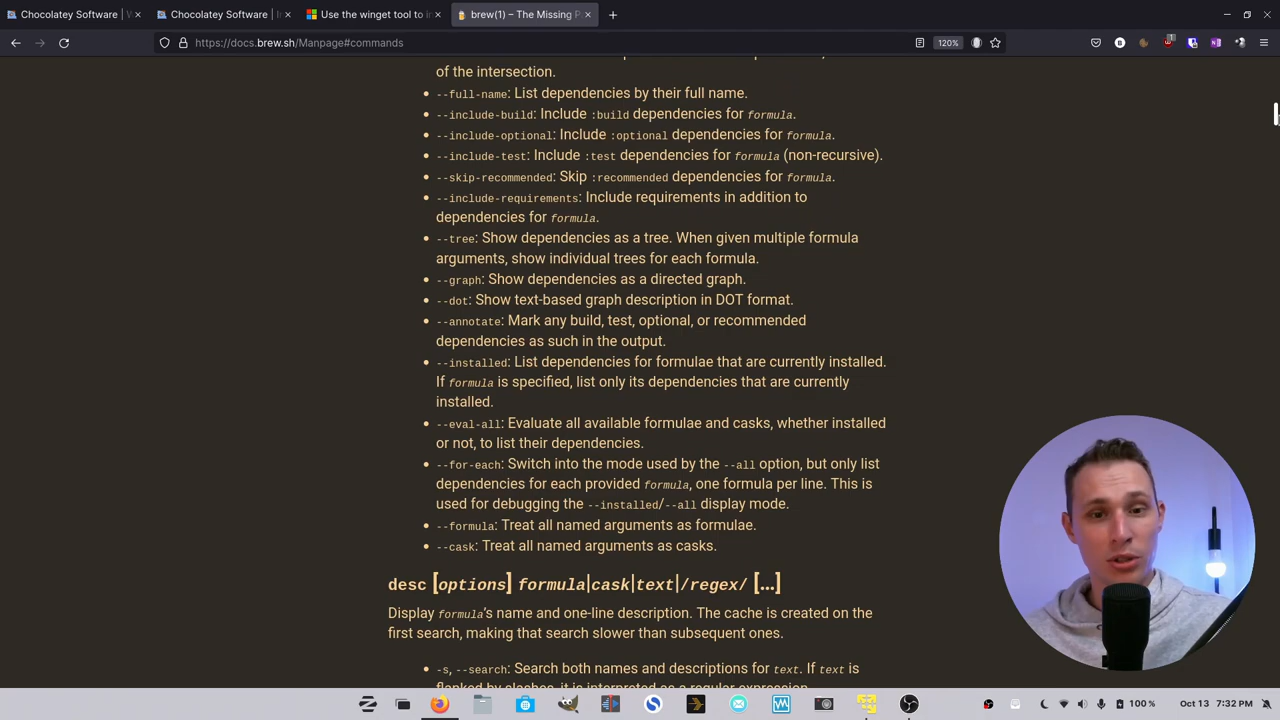 Chocolatey Software | W
Chocolatey Software | In
Use the winget tool to in
brew(1) – The Missing P
https://docs.brew.sh/Manpage#commands
120%
of the intersection.
• --full-name: List dependencies by their full name.
• --include-build: Include :build dependencies for formula.
• --include-optional: Include :optional dependencies for formula.
• --include-test: Include :test dependencies for formula (non-recursive).
• --skip-recommended: Skip :recommended dependencies for formula.
• --include-requirements: Include requirements in addition to
dependencies for formula.
• --tree: Show dependencies as a tree. When given multiple formula
arguments, show individual trees for each formula.
• --graph: Show dependencies as a directed graph.
• --dot: Show text-based graph description in DOT format.
• --annotate: Mark any build, test, optional, or recommended
dependencies as such in the output.
• --installed: List dependencies for formulae that are currently installed.
If formula is specified, list only its dependencies that are currently
installed.
• --eval-all: Evaluate all available formulae and casks, whether installed
or not, to list their dependencies.
• --for-each: Switch into the mode used by the --all option, but only list
dependencies for each provided formula, one formula per line. This is
used for debugging the --installed/--all display mode.
• --formula: Treat all named arguments as formulae.
• --cask: Treat all named arguments as casks.
desc [options] formula|cask|text|/regex/ […]
Display formula’s name and one-line description. The cache is created on the
first search, making that search slower than subsequent ones.
• -s, --search: Search both names and descriptions for text. If text is
flanked by slashes, it is interpreted as a regular expression.
100 %
Oct 13 7:32 PM